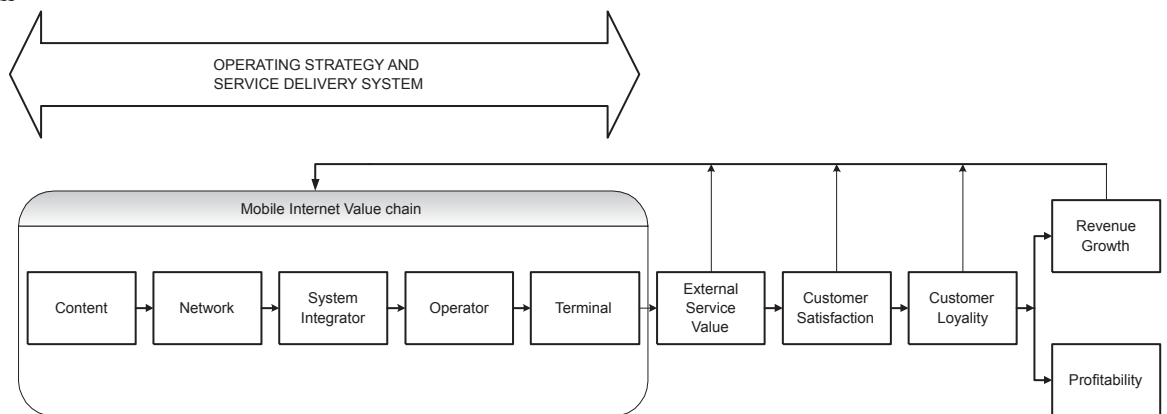 OPERATING STRATEGY AND
SERVICE DELIVERY SYSTEM
Mobile Internet Value chain
Content
Network
System
Integrator
Operator
Terminal
External
Service
Value
Customer
Satisfaction
Customer
Loyality
Revenue
Growth
Profitability